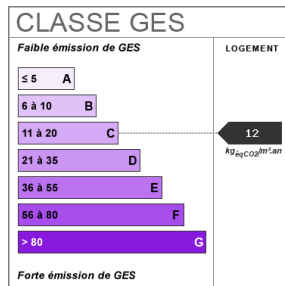 CLASSE GES
Faible émission de GES
LOGEMENT
≤ 5 A
6 à 10 B
11 à 20 C
12
kgéqCO2/m².an
21 à 35 D
36 à 55 E
56 à 80 F
> 80 G
Forte émission de GES